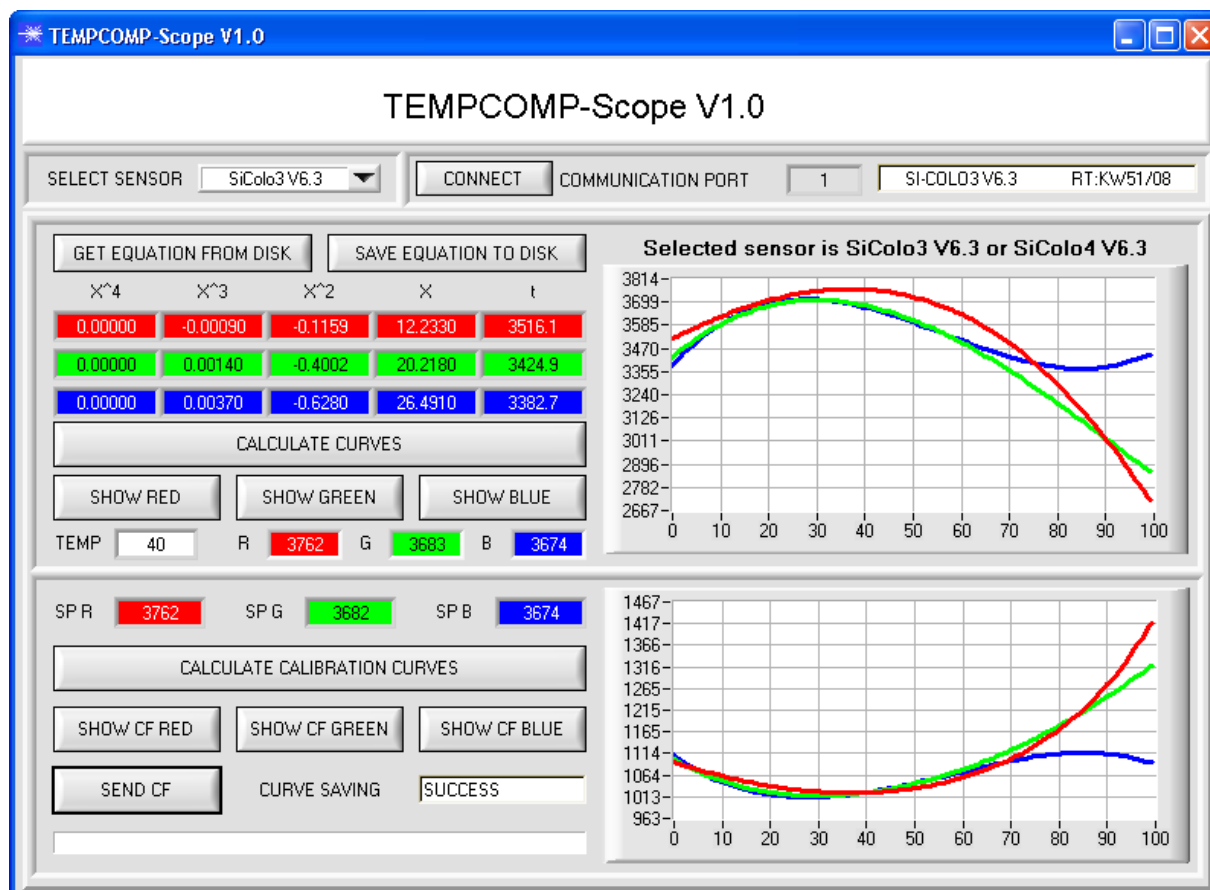 TEMPCOMP-Scope V1.0
TEMPCOMP-Scope V1.0
SELECT SENSOR SiColo3 V6.3 CONNECT COMMUNICATION PORT 1 SI-COLO3 V6.3 RT:KW51/08
GET EQUATION FROM DISK SAVE EQUATION TO DISK
X^4 X^3 X^2 X t
0.00000 -0.00090 -0.1159 12.2330 3516.1
0.00000 0.00140 -0.4002 20.2180 3424.9
0.00000 0.00370 -0.6280 26.4910 3382.7
CALCULATE CURVES
SHOW RED SHOW GREEN SHOW BLUE
TEMP 40 R 3762 G 3683 B 3674
Selected sensor is SiColo3 V6.3 or SiColo4 V6.3
3814
3699
3585
3470
3355
3240
3126
3011
2896
2782
2667
0 10 20 30 40 50 60 70 80 90 100
SP R 3762 SP G 3682 SP B 3674
CALCULATE CALIBRATION CURVES
SHOW CF RED SHOW CF GREEN SHOW CF BLUE
SEND CF CURVE SAVING SUCCESS
1467
1417
1366
1316
1265
1215
1165
1114
1064
1013
963
0 10 20 30 40 50 60 70 80 90 100